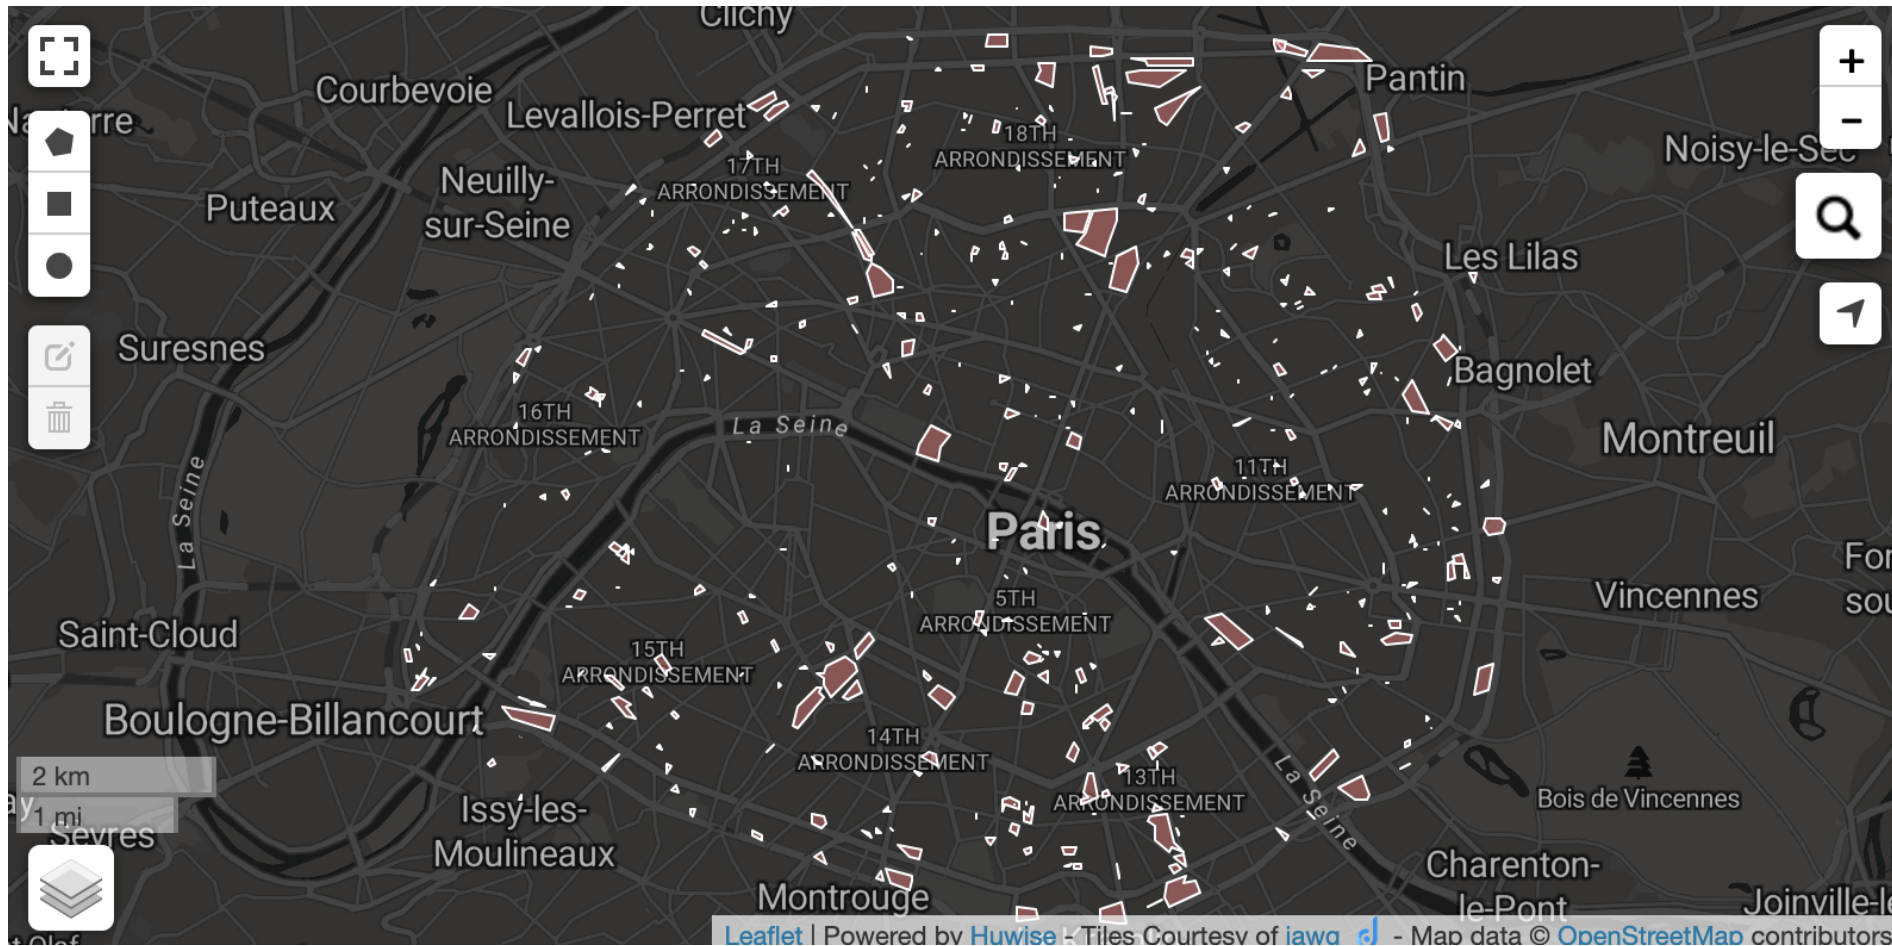 Clichy
Courbevoie
Pantin
Levallois-Perret
18TH
ARRONDISSEMENT
Noisy-le-Sec
17TH
ARRONDISSEMENT
Neuilly-
sur-Seine
Puteaux
Les Lilas
Suresnes
Bagnolet
16TH
ARRONDISSEMENT
La Seine
Montreuil
11TH
ARRONDISSEMENT
La Seine
Paris
5TH
ARRONDISSEMENT
Vincennes
Saint-Cloud
15TH
ARRONDISSEMENT
Boulogne-Billancourt
14TH
ARRONDISSEMENT
13TH
ARRONDISSEMENT
La Seine
2 km
1 mi
Bois de Vincennes
Sèvres
Issy-les-
Moulineaux
Charenton-
le-Pont
Montrouge
Joinville-le
Leaflet | Powered by Huwise - Tiles Courtesy of jawg - Map data © OpenStreetMap contributors